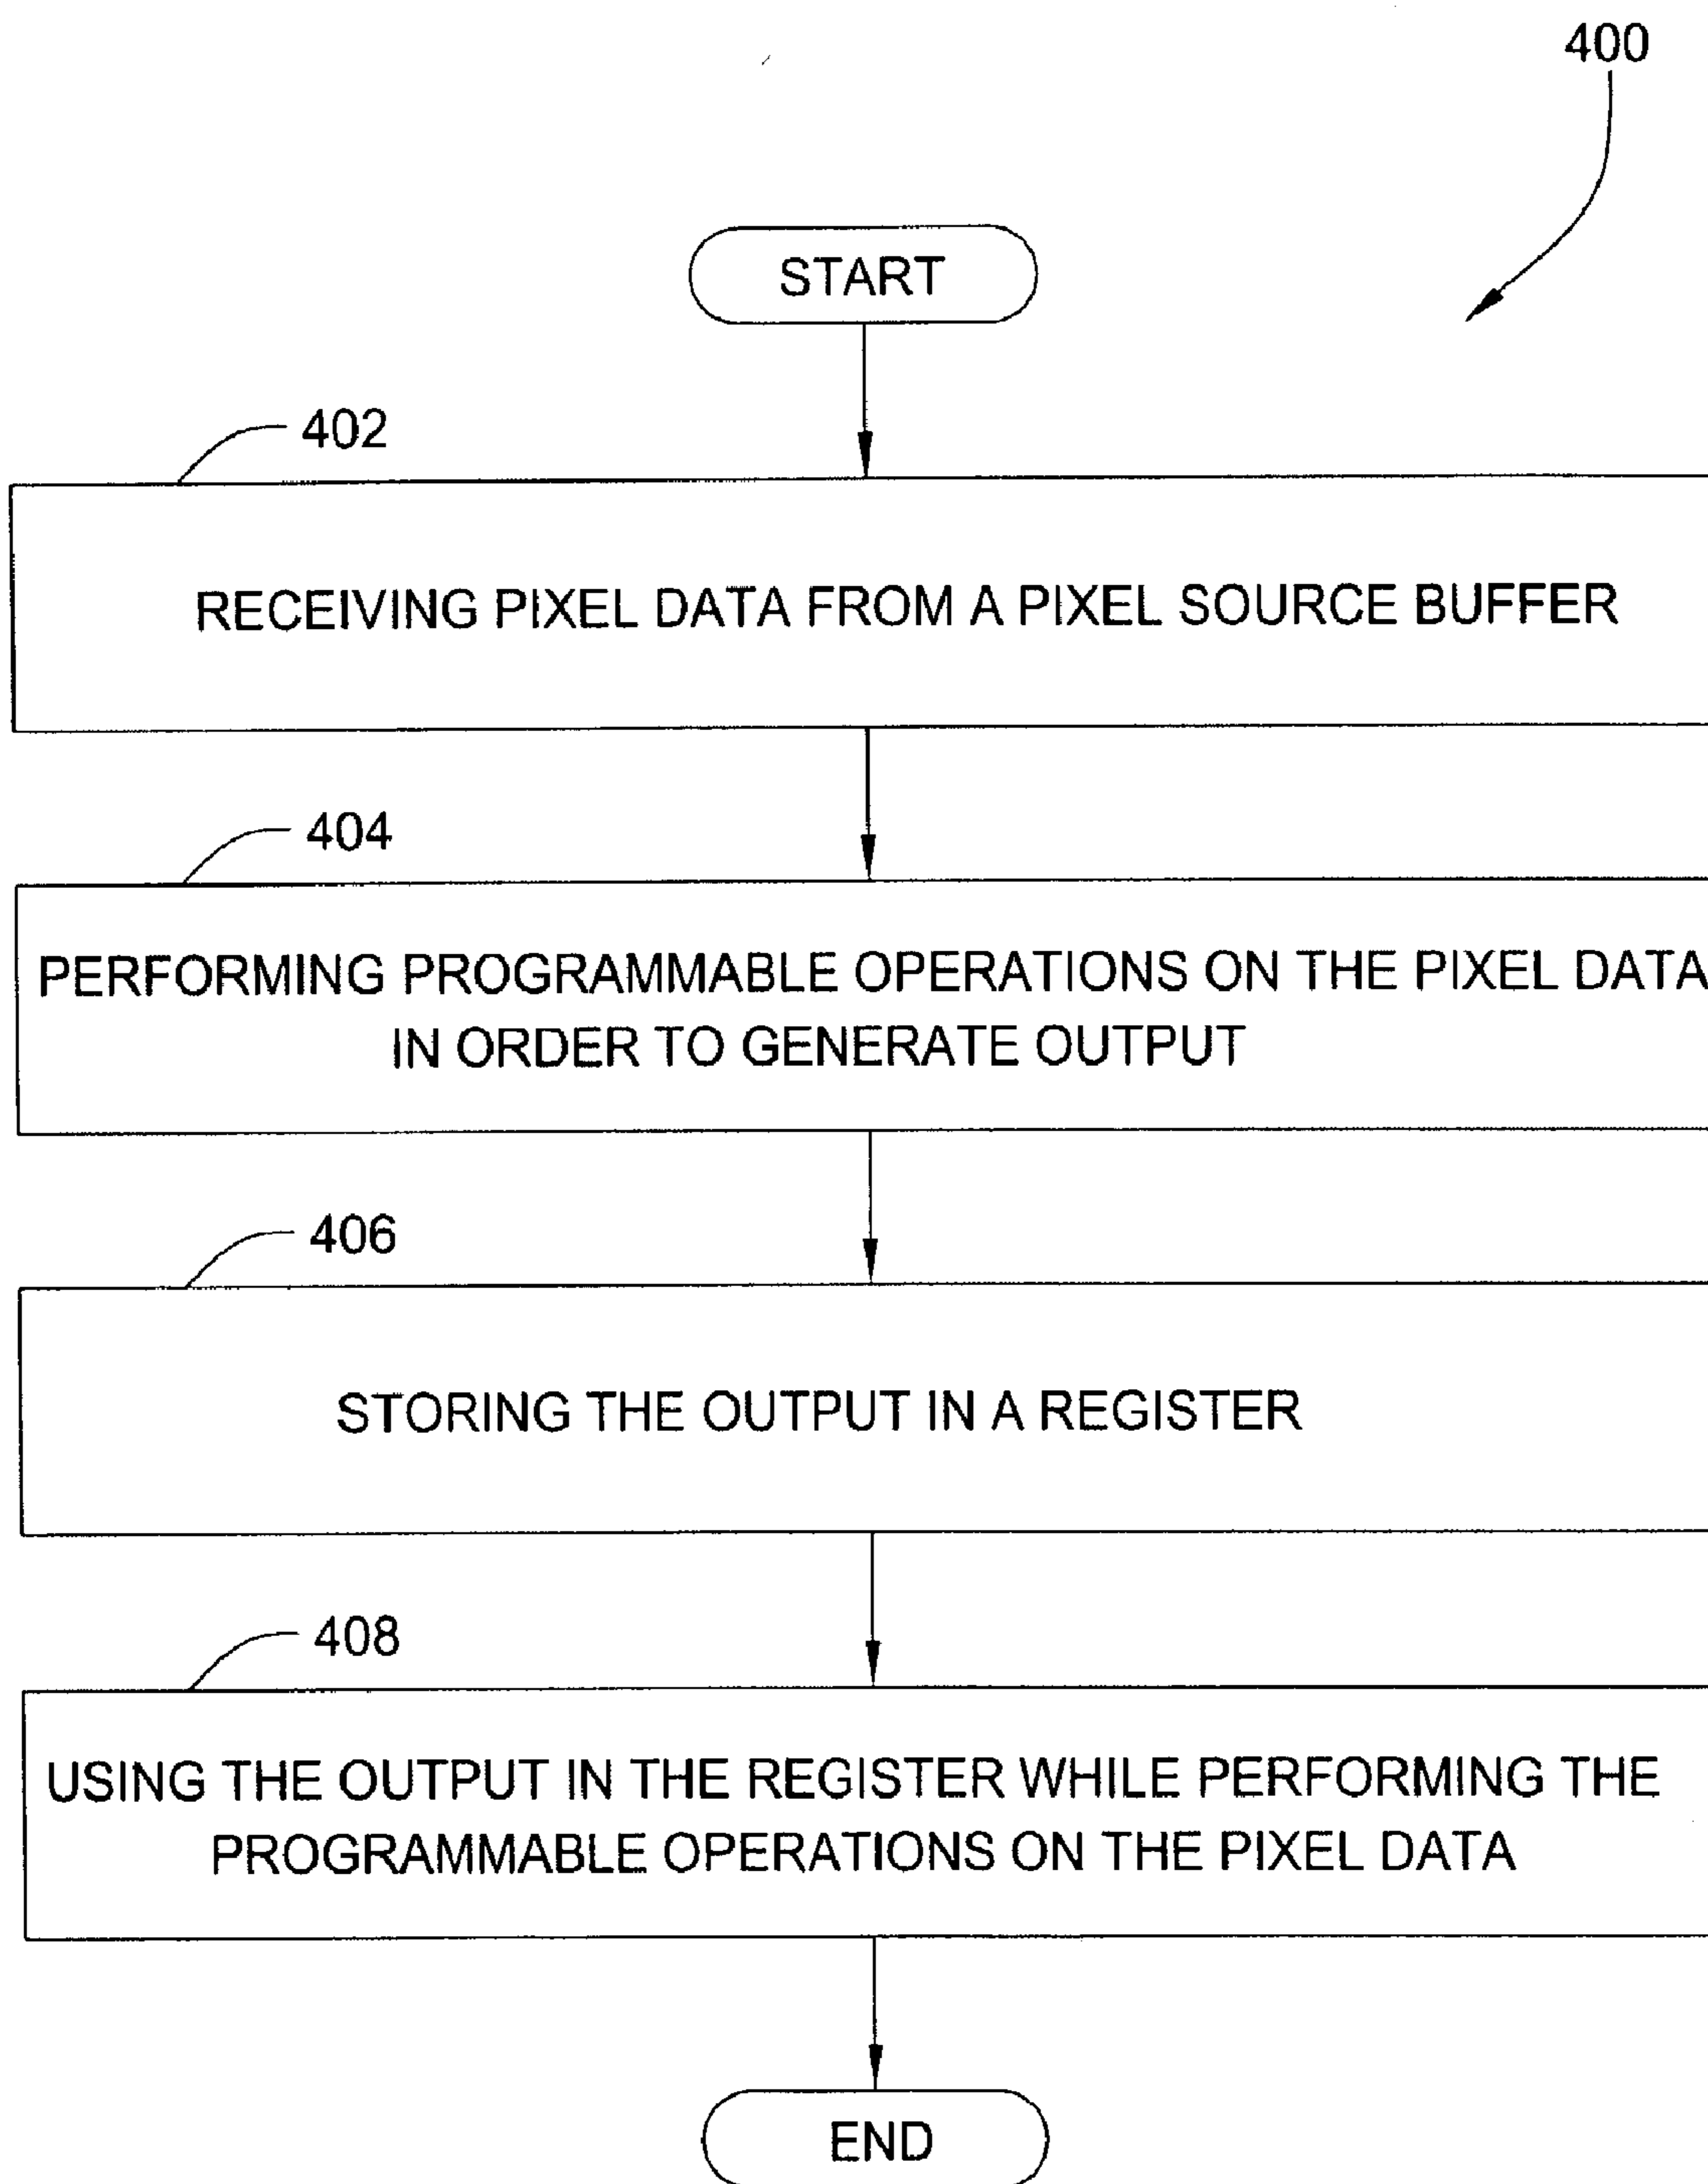 400
START
402
RECEIVING PIXEL DATA FROM A PIXEL SOURCE BUFFER
404
PERFORMING PROGRAMMABLE OPERATIONS ON THE PIXEL DATA
IN ORDER TO GENERATE OUTPUT
406
STORING THE OUTPUT IN A REGISTER
408
USING THE OUTPUT IN THE REGISTER WHILE PERFORMING THE
PROGRAMMABLE OPERATIONS ON THE PIXEL DATA
END